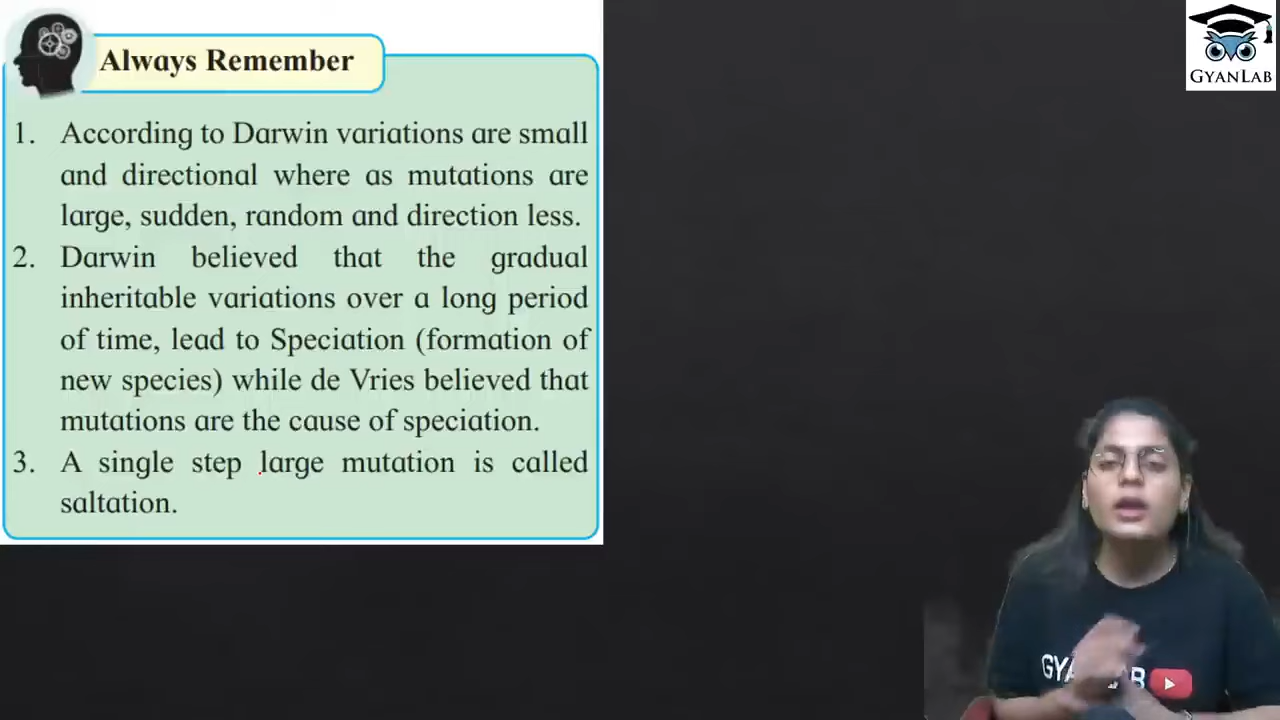 Always Remember
1. According to Darwin variations are small
and directional where as mutations are
large, sudden, random and direction less.
2. Darwin believed that the gradual
inheritable variations over a long period
of time, lead to Speciation (formation of
new species) while de Vries believed that
mutations are the cause of speciation.
3. A single step large mutation is called
saltation.
GYANLAB